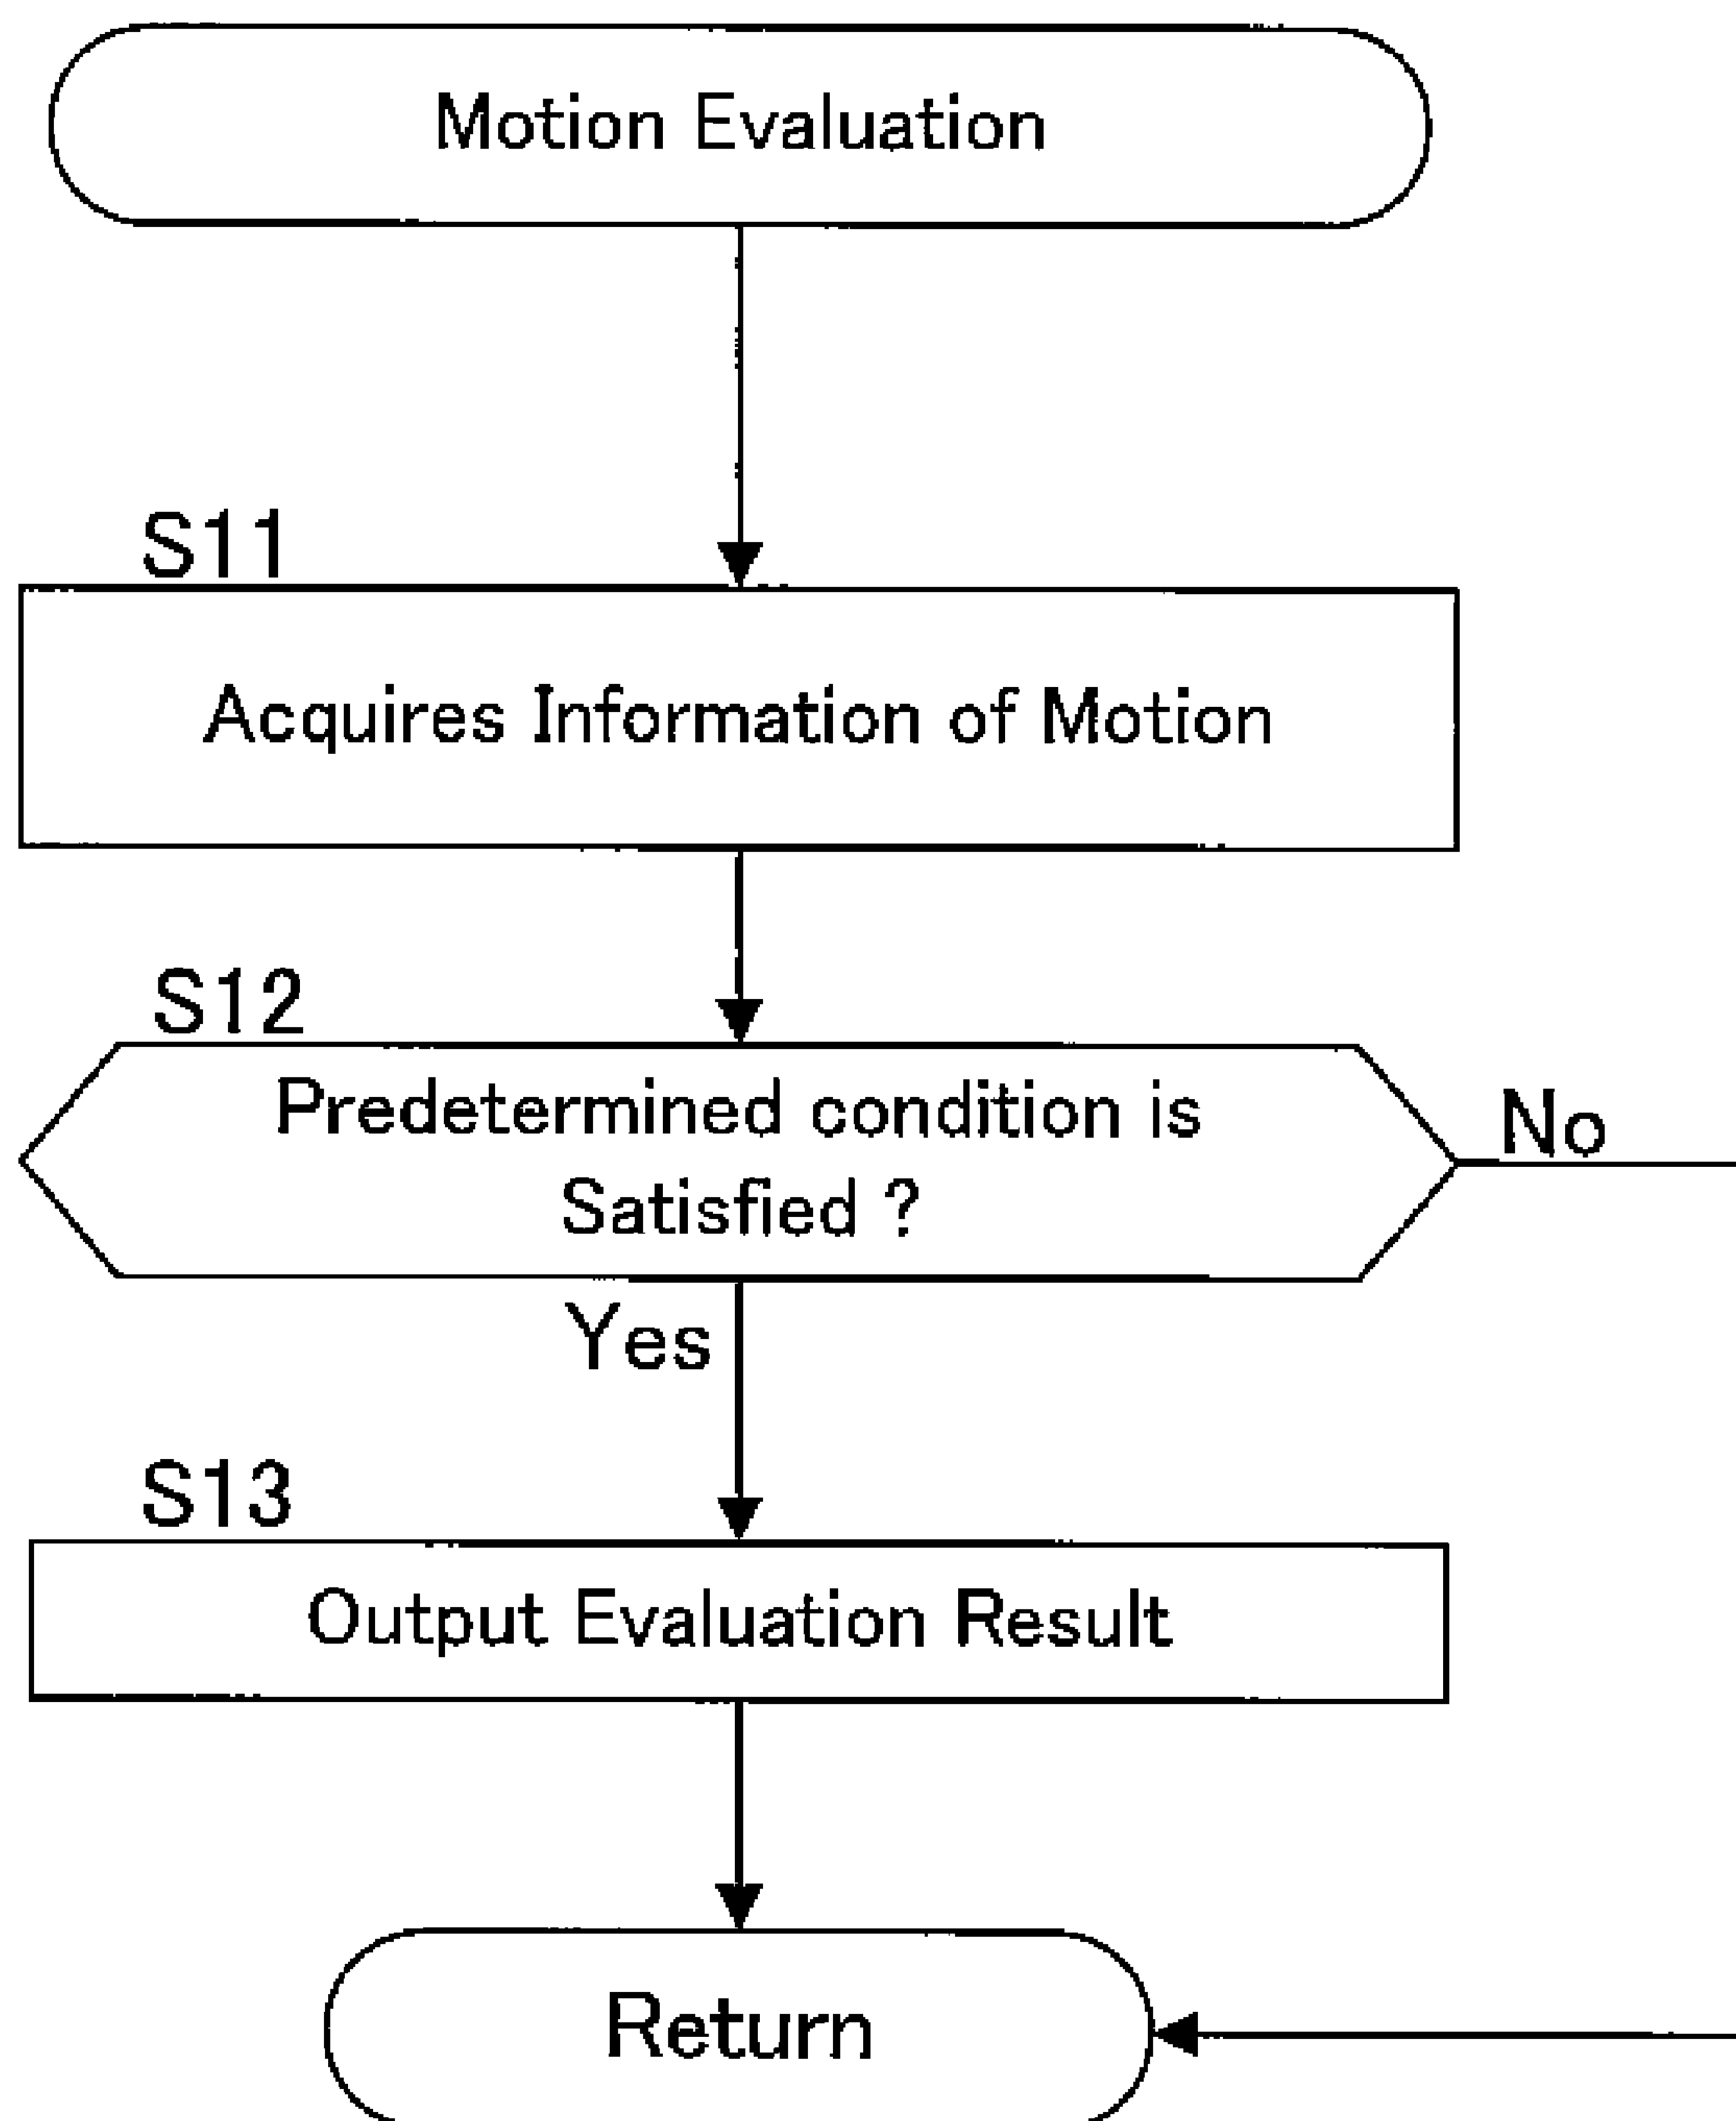 Motion Evaluation
S11
Acquires Information of Motion
S12
Predetermined condition is
Satisfied ?
No
Yes
S13
Output Evaluation Result
Return